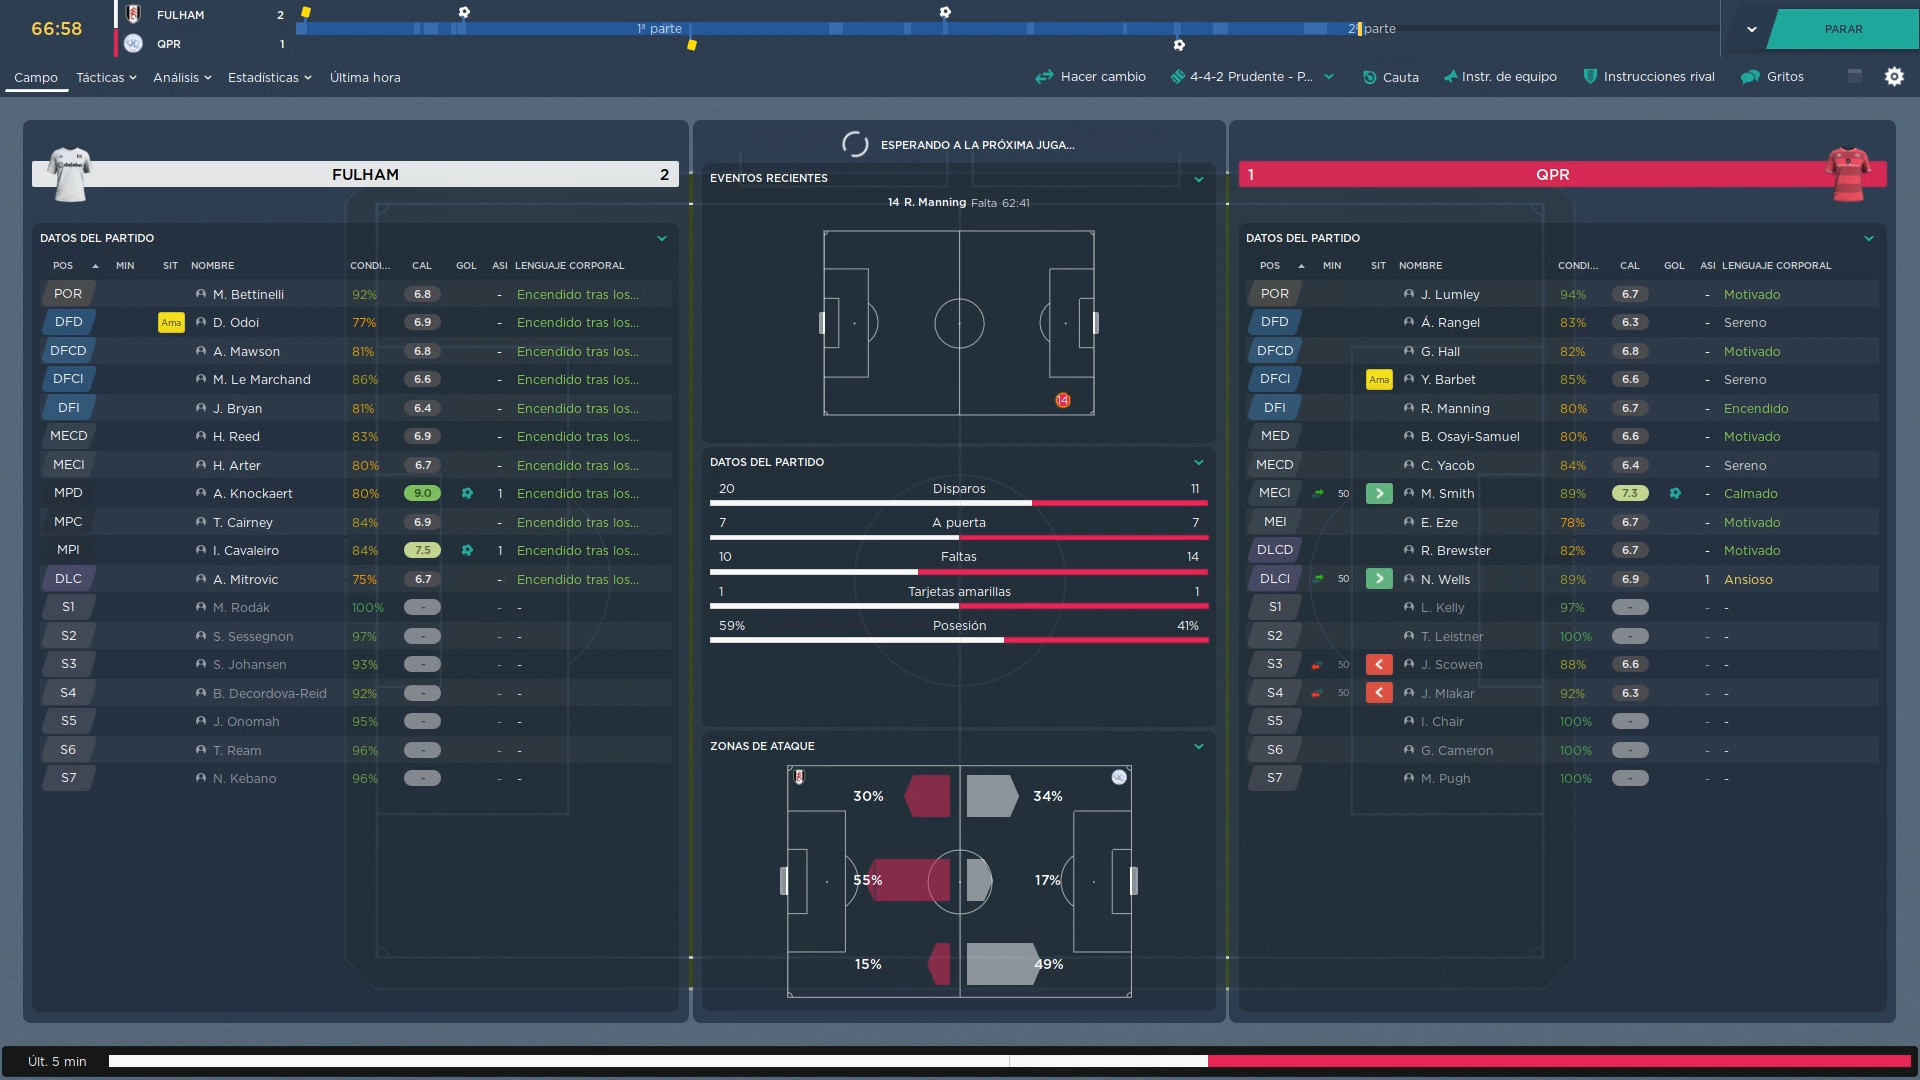 66:58
FULHAM 2
QPR 1
1ª parte
2ª parte
PARAR
Campo Tácticas Análisis Estadísticas Última hora
Hacer cambio 4-4-2 Prudente - P... Cauta Instr. de equipo Instrucciones rival Gritos
FULHAM 2
DATOS DEL PARTIDO
POS MIN SIT NOMBRE CONDI... CAL GOL ASI LENGUAJE CORPORAL
POR M. Bettinelli 92% 6.8 - Encendido tras los...
DFD Ama D. Odoi 77% 6.9 - Encendido tras los...
DFCD A. Mawson 81% 6.8 - Encendido tras los...
DFCI M. Le Marchand 86% 6.6 - Encendido tras los...
DFI J. Bryan 81% 6.4 - Encendido tras los...
MECD H. Reed 83% 6.9 - Encendido tras los...
MECI H. Arter 80% 6.7 - Encendido tras los...
MPD A. Knockaert 80% 9.0 1 Encendido tras los...
MPC T. Cairney 84% 6.9 - Encendido tras los...
MPI I. Cavaleiro 84% 7.5 1 Encendido tras los...
DLC A. Mitrovic 75% 6.7 - Encendido tras los...
S1 M. Rodák 100% - - -
S2 S. Sessegnon 97% - - -
S3 S. Johansen 93% - - -
S4 B. Decordova-Reid 92% - - -
S5 J. Onomah 95% - - -
S6 T. Ream 96% - - -
S7 N. Kebano 96% - - -
ESPERANDO A LA PRÓXIMA JUGA...
EVENTOS RECIENTES
14 R. Manning Falta 62:41
14
DATOS DEL PARTIDO
20 Disparos 11
7 A puerta 7
10 Faltas 14
1 Tarjetas amarillas 1
59% Posesión 41%
ZONAS DE ATAQUE
30% 34%
55% 17%
15% 49%
1 QPR
DATOS DEL PARTIDO
POS MIN SIT NOMBRE CONDI... CAL GOL ASI LENGUAJE CORPORAL
POR J. Lumley 94% 6.7 - Motivado
DFD Á. Rangel 83% 6.3 - Sereno
DFCD G. Hall 82% 6.8 - Motivado
DFCI Ama Y. Barbet 85% 6.6 - Sereno
DFI R. Manning 80% 6.7 - Encendido
MED B. Osayi-Samuel 80% 6.6 - Motivado
MECD C. Yacob 84% 6.4 - Sereno
MECI 50 M. Smith 89% 7.3 - Calmado
MEI E. Eze 78% 6.7 - Motivado
DLCD R. Brewster 82% 6.7 - Motivado
DLCI 50 N. Wells 89% 6.9 1 Ansioso
S1 L. Kelly 97% - - -
S2 T. Leistner 100% - - -
S3 50 J. Scowen 88% 6.6 - -
S4 50 J. Mlakar 92% 6.3 - -
S5 I. Chair 100% - - -
S6 G. Cameron 100% - - -
S7 M. Pugh 100% - - -
Últ. 5 min